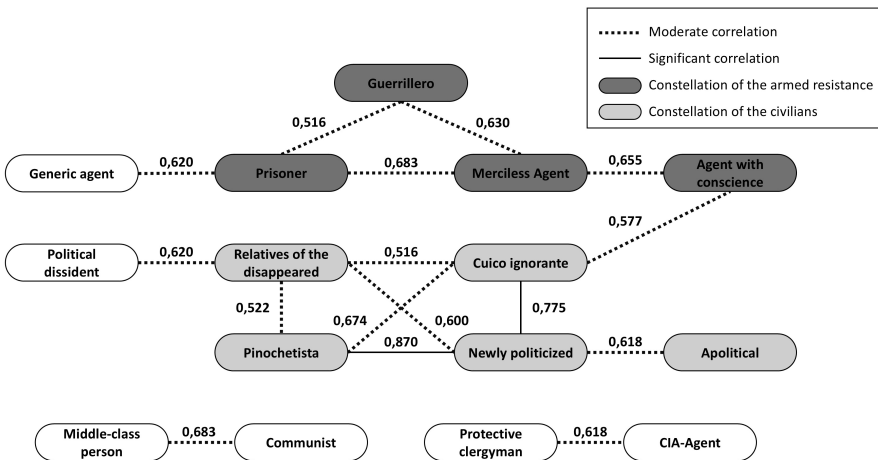 Moderate correlation
Significant correlation
Constellation of the armed resistance
Constellation of the civilians
Guerrillero
0,516
0,630
Generic agent
0,620
Prisoner
0,683
Merciless Agent
0,655
Agent with
conscience
0,577
Political
dissident
0,620
Relatives of the
disappeared
0,516
Cuico ignorante
0,522
0,674
0,600
0,775
Pinochetista
0,870
Newly politicized
0,618
Apolitical
Middle-class
person
0,683
Communist
Protective
clergyman
0,618
CIA-Agent